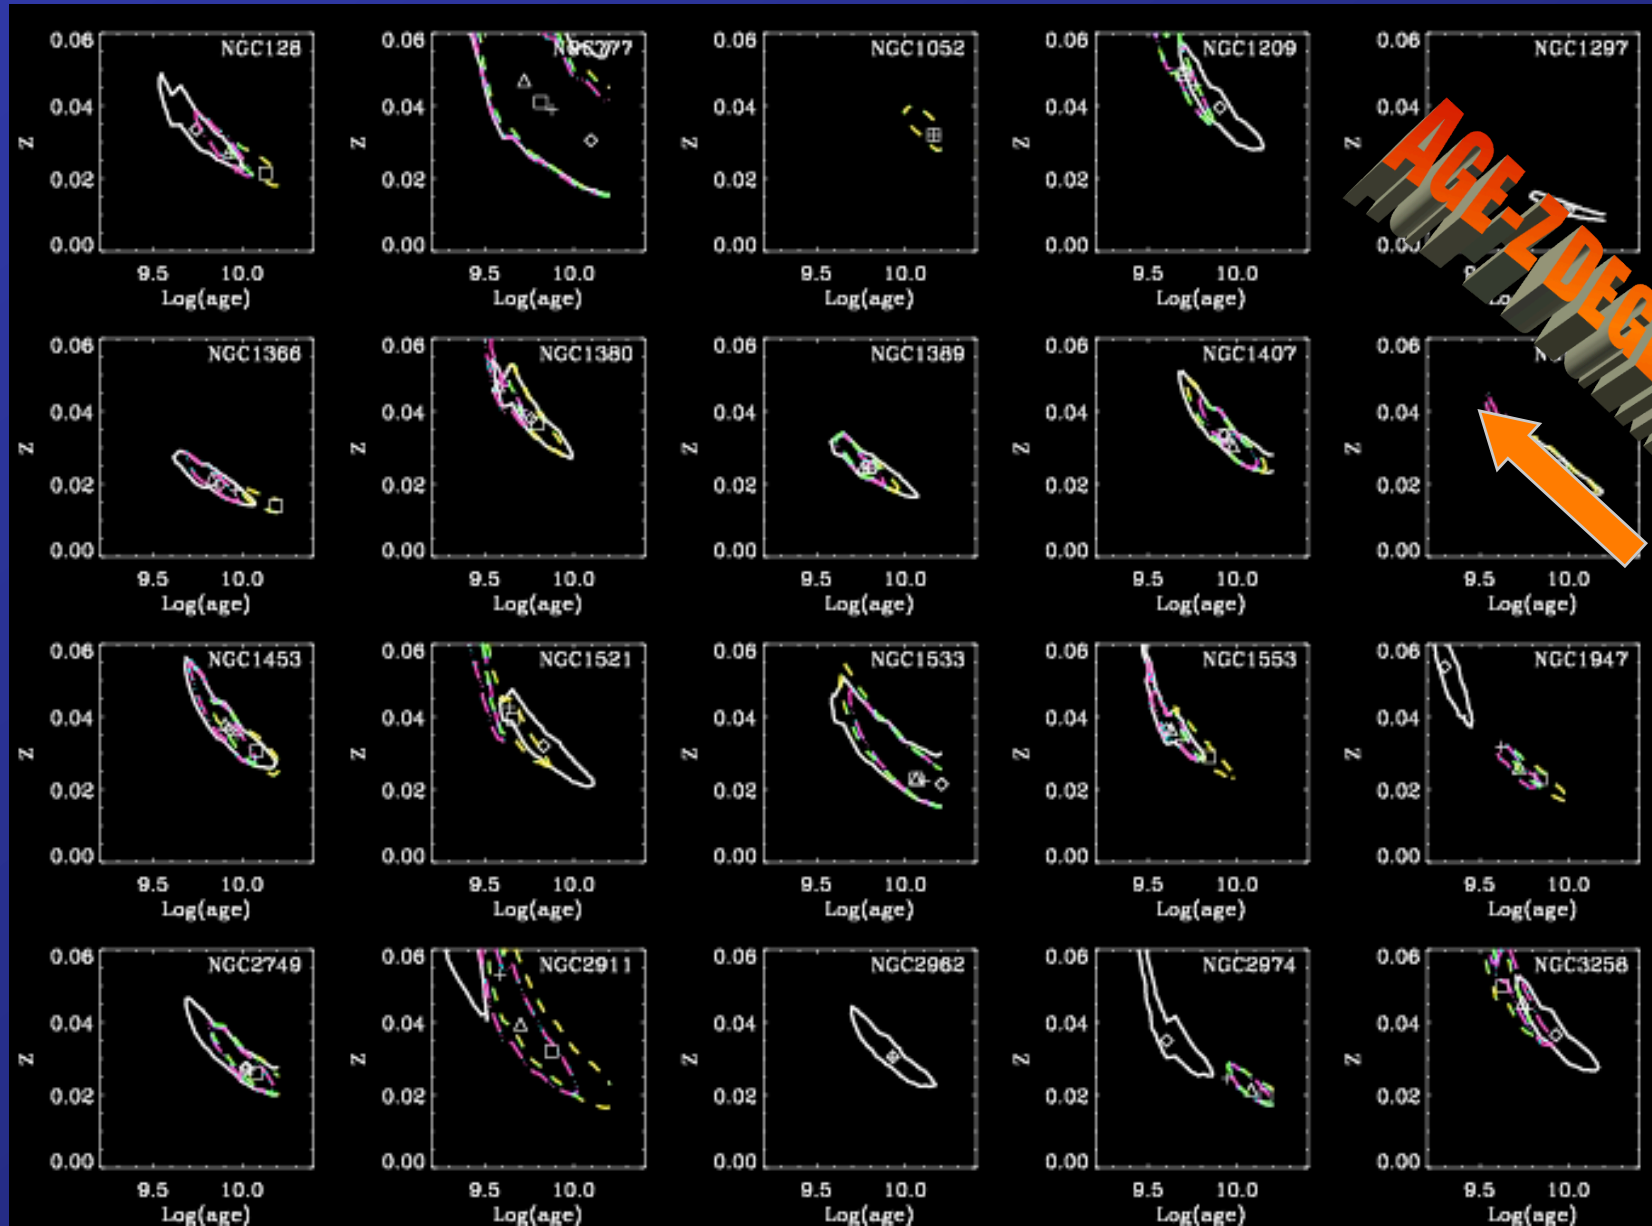 0.06 NGC128 0.06 0.06 NGC1052 0.06 NGC1209 0.06 NGC1297
0.04 0.04 0.04 0.04 0.04
Z Z Z Z Z
0.02 0.02 0.02 0.02 0.02
0.00 0.00 0.00 0.00
9.5 10.0 9.5 10.0 9.5 10.0 9.5 10.0
Log(age) Log(age) Log(age) Log(age)
AGE-Z
0.06 NGC1366 0.06 NGC1380 0.06 NGC1389 0.06 NGC1407 0.06
0.04 0.04 0.04 0.04 0.04
Z Z Z Z Z
0.02 0.02 0.02 0.02 0.02
0.00 0.00 0.00 0.00 0.00
9.5 10.0 9.5 10.0 9.5 10.0 9.5 10.0 9.5 10.0
Log(age) Log(age) Log(age) Log(age) Log(age)
0.06 NGC1453 0.06 NGC1521 0.06 NGC1533 0.06 NGC1553 0.06 NGC1947
0.04 0.04 0.04 0.04 0.04
Z Z Z Z Z
0.02 0.02 0.02 0.02 0.02
0.00 0.00 0.00 0.00 0.00
9.5 10.0 9.5 10.0 9.5 10.0 9.5 10.0 9.5 10.0
Log(age) Log(age) Log(age) Log(age) Log(age)
0.06 NGC2749 0.06 NGC2911 0.06 NGC2962 0.06 NGC2974 0.06 NGC3258
0.04 0.04 0.04 0.04 0.04
Z Z Z Z Z
0.02 0.02 0.02 0.02 0.02
0.00 0.00 0.00 0.00 0.00
9.5 10.0 9.5 10.0 9.5 10.0 9.5 10.0 9.5 10.0
Log(age) Log(age) Log(age) Log(age) Log(age)